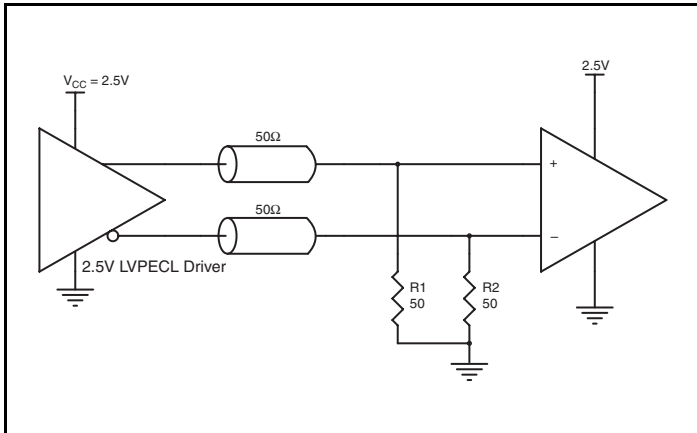 V_CC = 2.5V
2.5V
50Ω
+
50Ω
–
2.5V LVPECL Driver
R1
50
R2
50